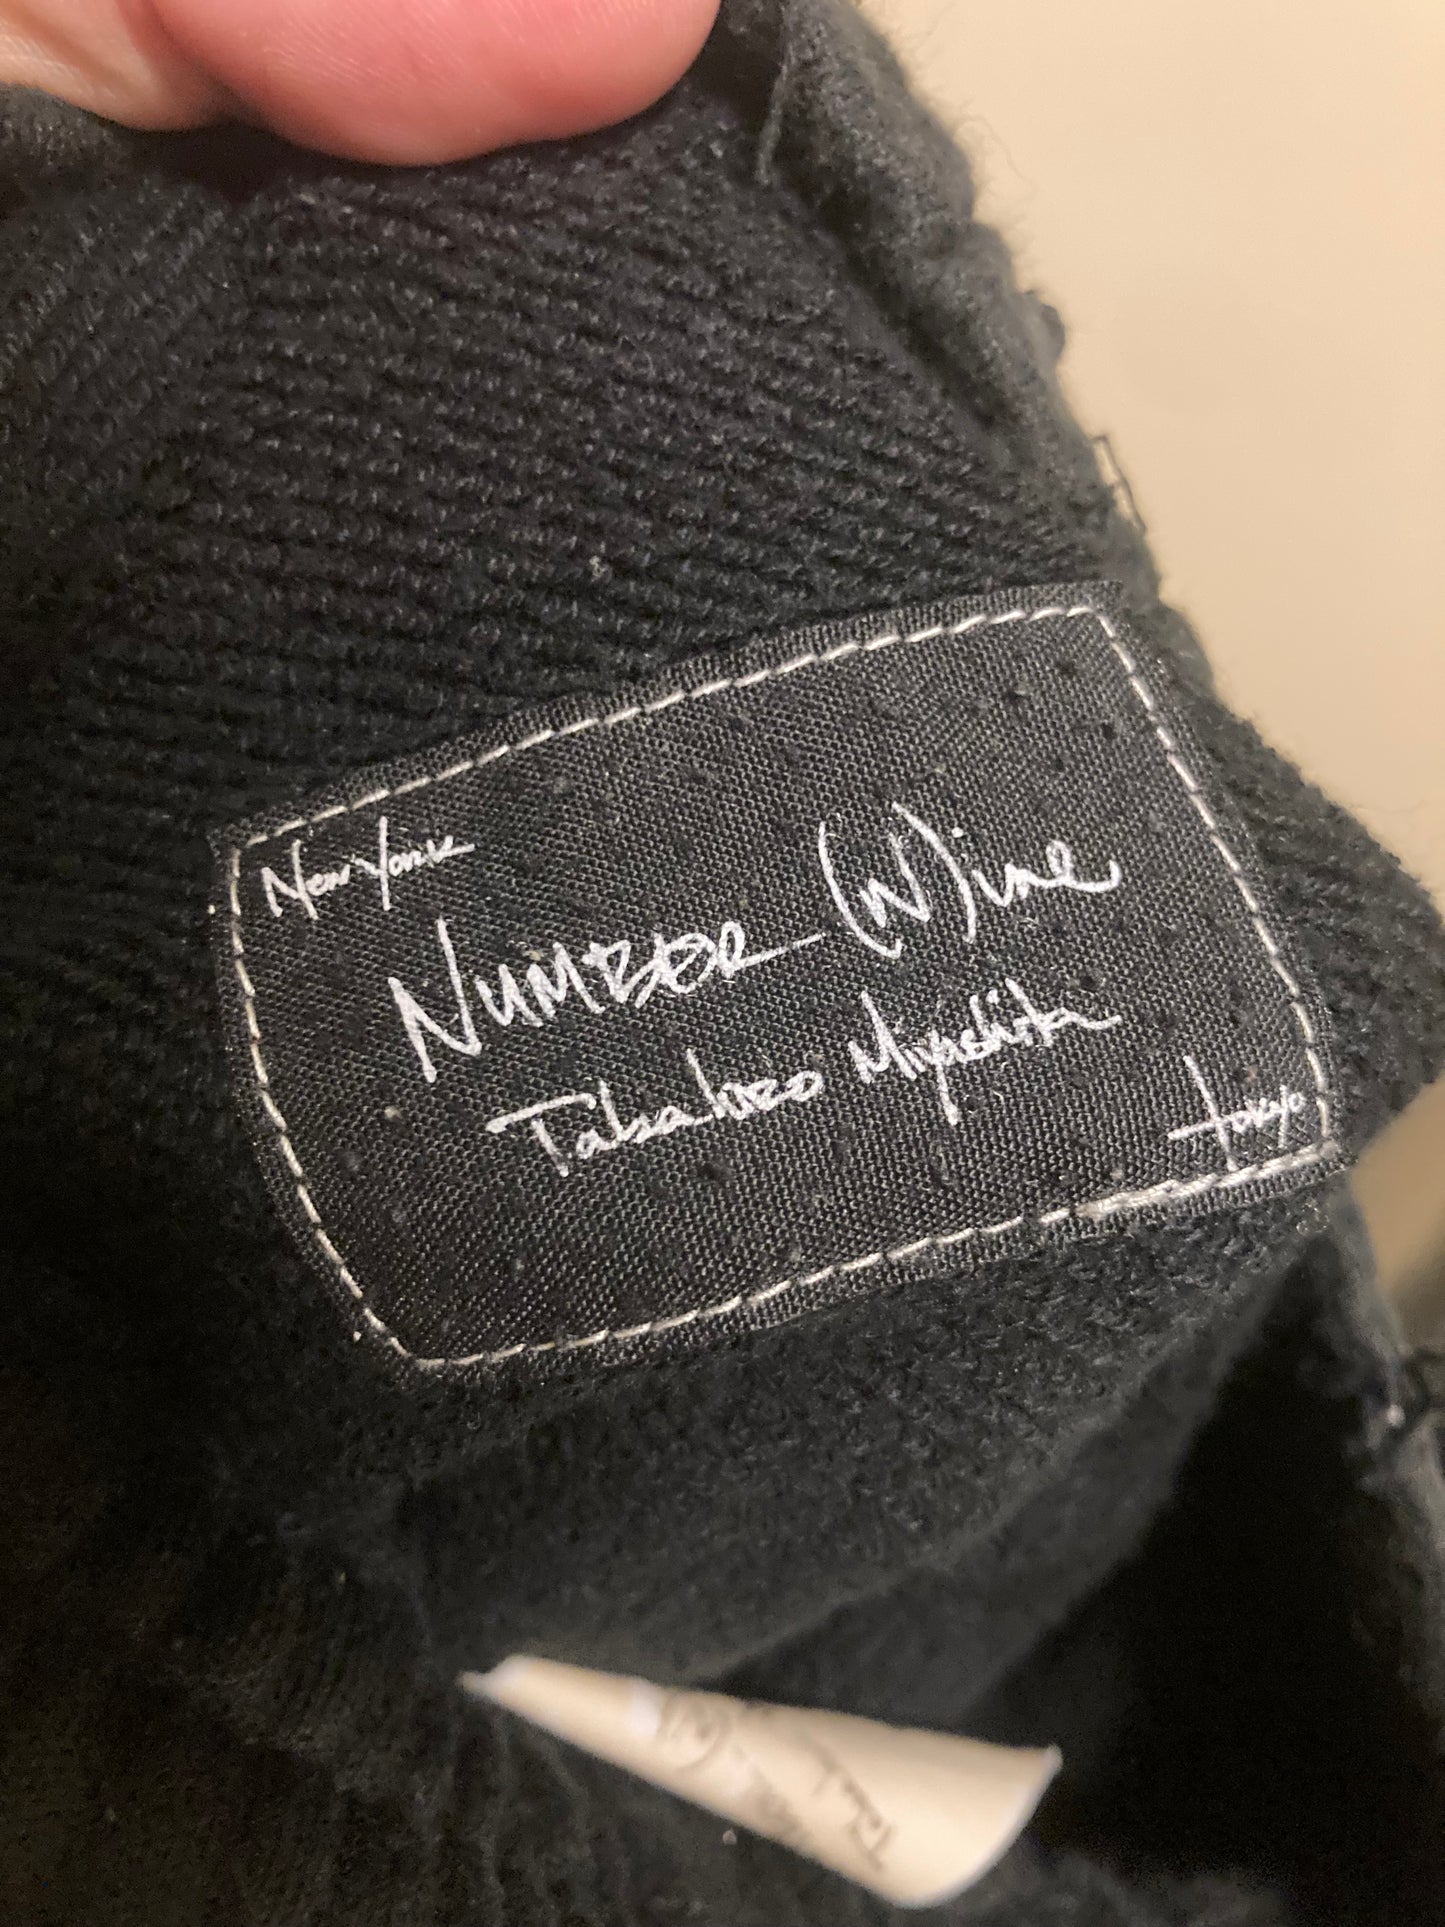 New York
NUMBER (N)ine
Takahiro Miyashita
tokyo